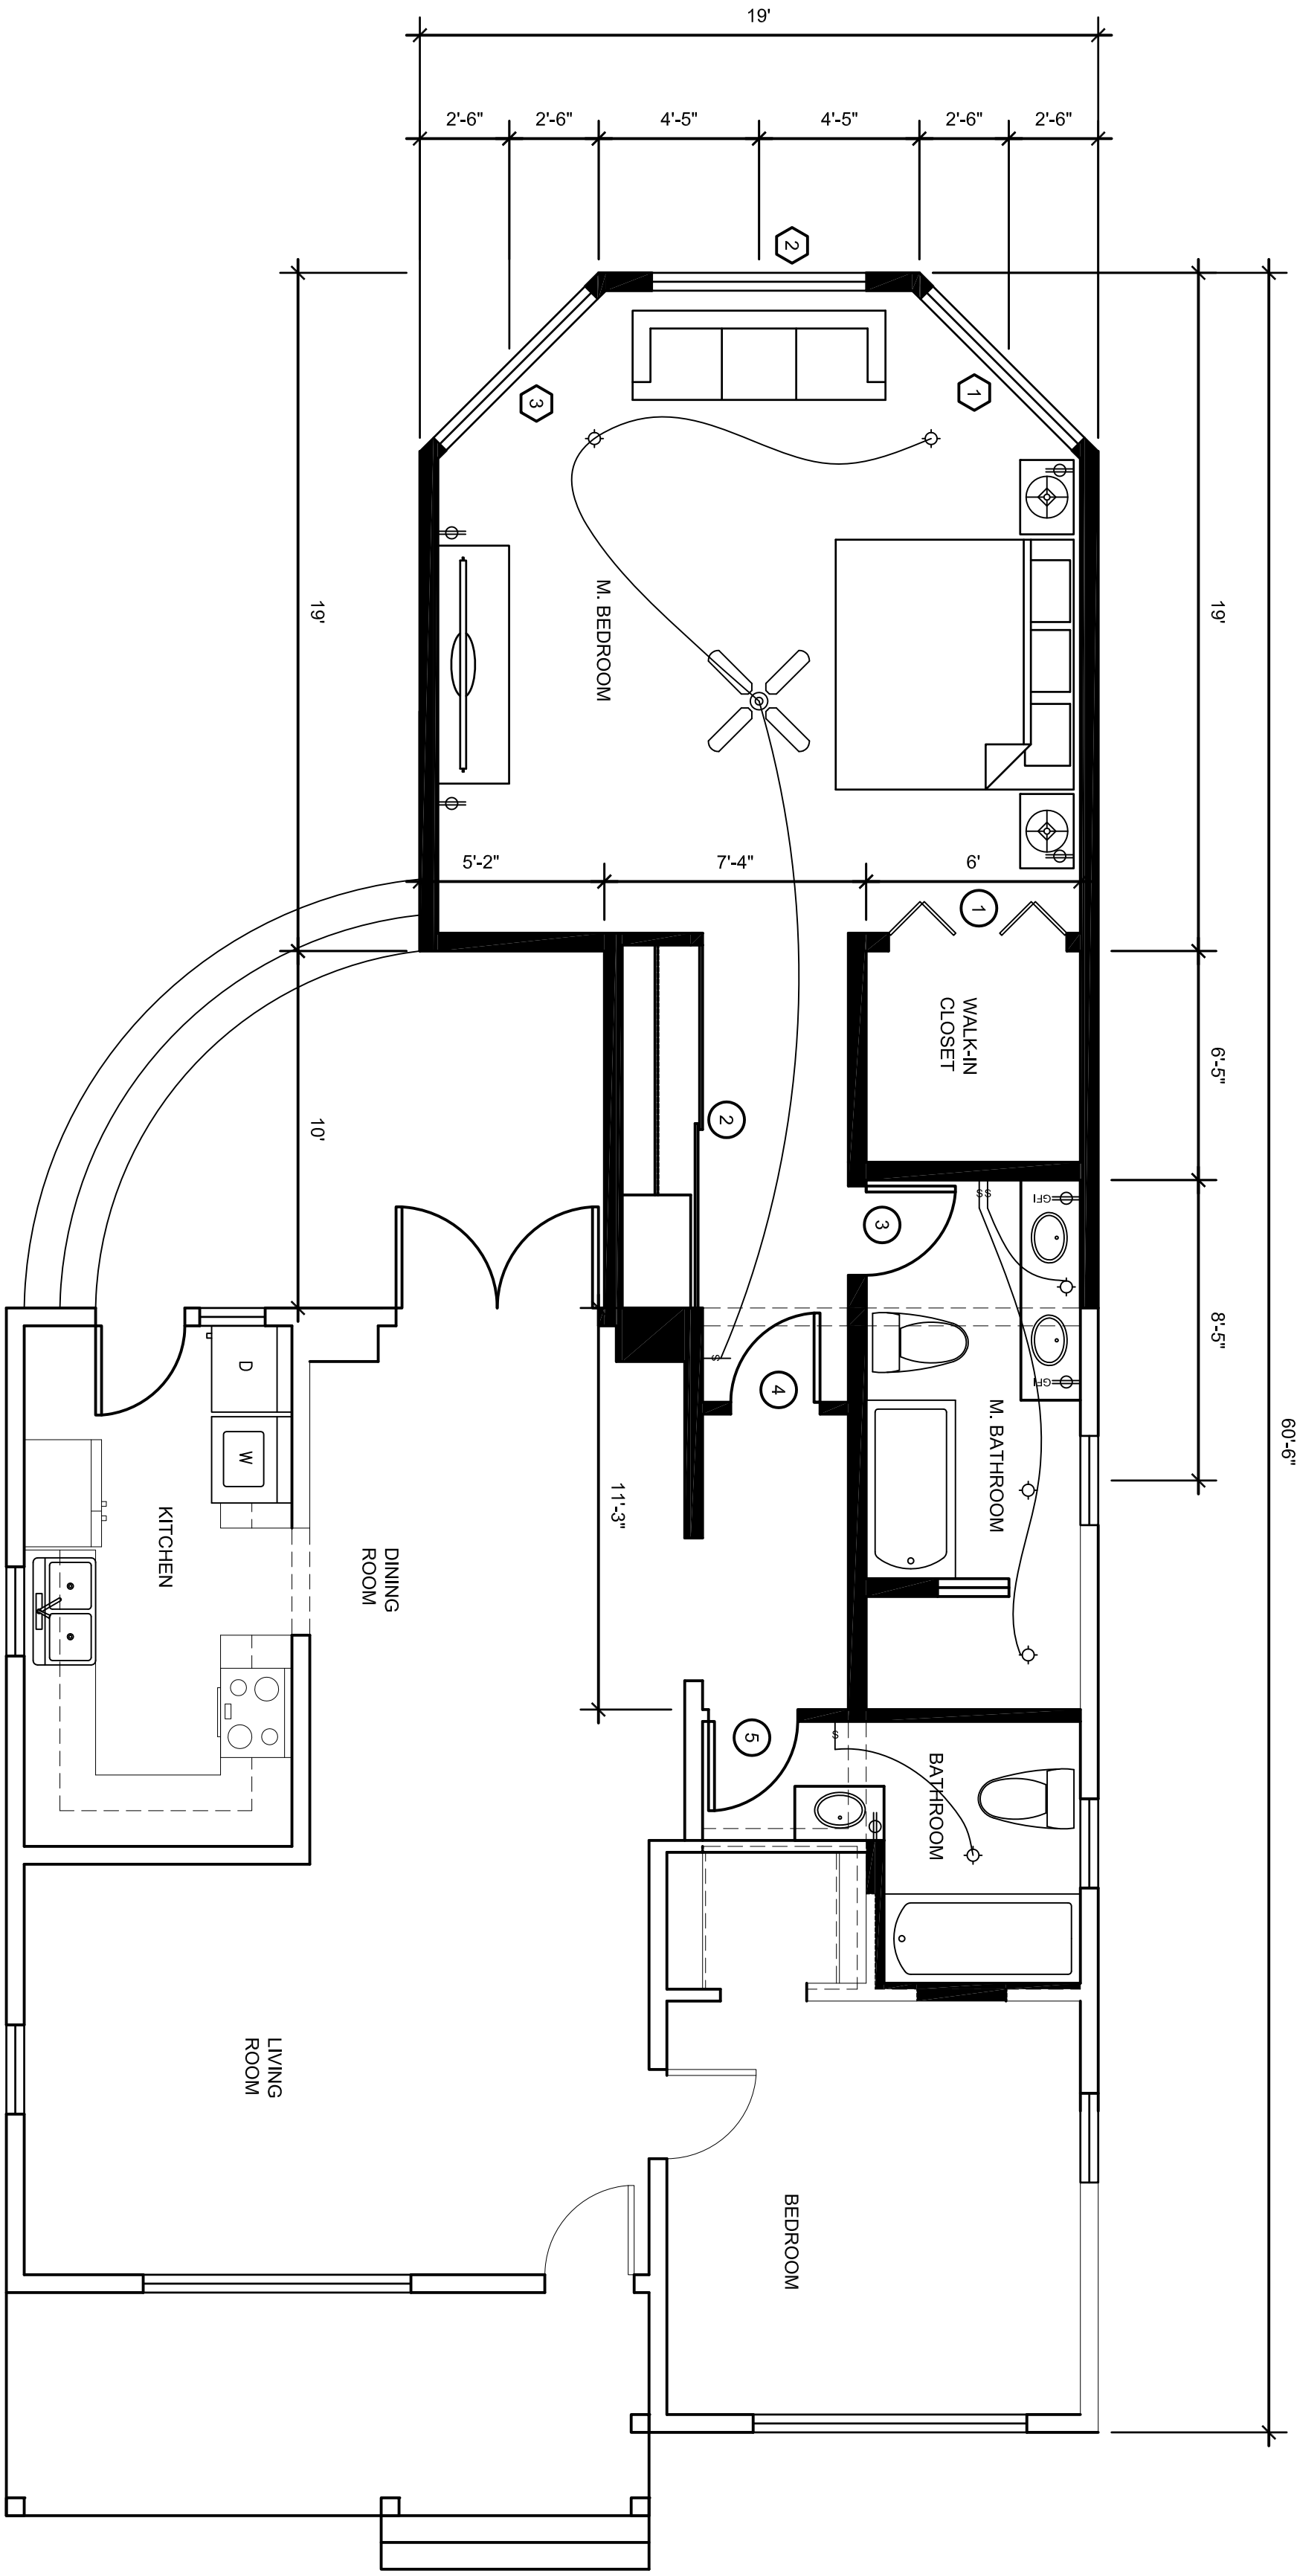 19'
2'-6"
2'-6"
4'-5"
4'-5"
2'-6"
2'-6"
2
1
3
19'
19'
M. BEDROOM
5'-2"
7'-4"
6'
1
WALK-IN
CLOSET
6'-5"
10'
2
3
S
S
GFI
GFI
8'-5"
60'-6"
4
S
D
W
M. BATHROOM
11'-3"
KITCHEN
DINING
ROOM
5
S
BATHROOM
LIVING
ROOM
BEDROOM